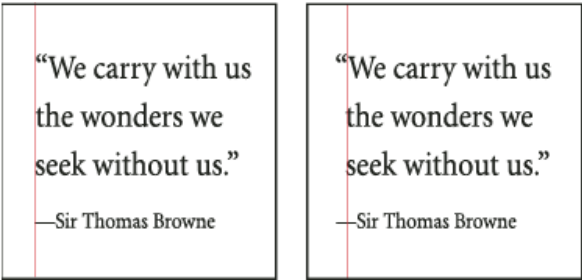 “We carry with us
the wonders we
seek without us.”
—Sir Thomas Browne
“We carry with us
the wonders we
seek without us.”
—Sir Thomas Browne